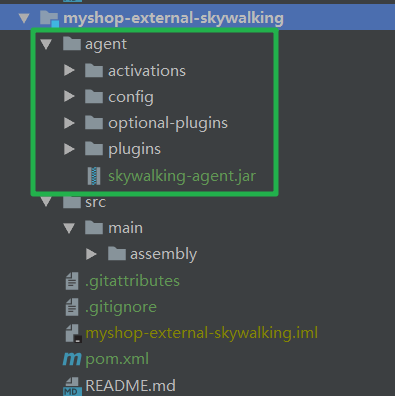 myshop-external-skywalking
agent
activations
config
optional-plugins
plugins
skywalking-agent.jar
src
main
assembly
.gitattributes
.gitignore
myshop-external-skywalking.iml
pom.xml
README.md